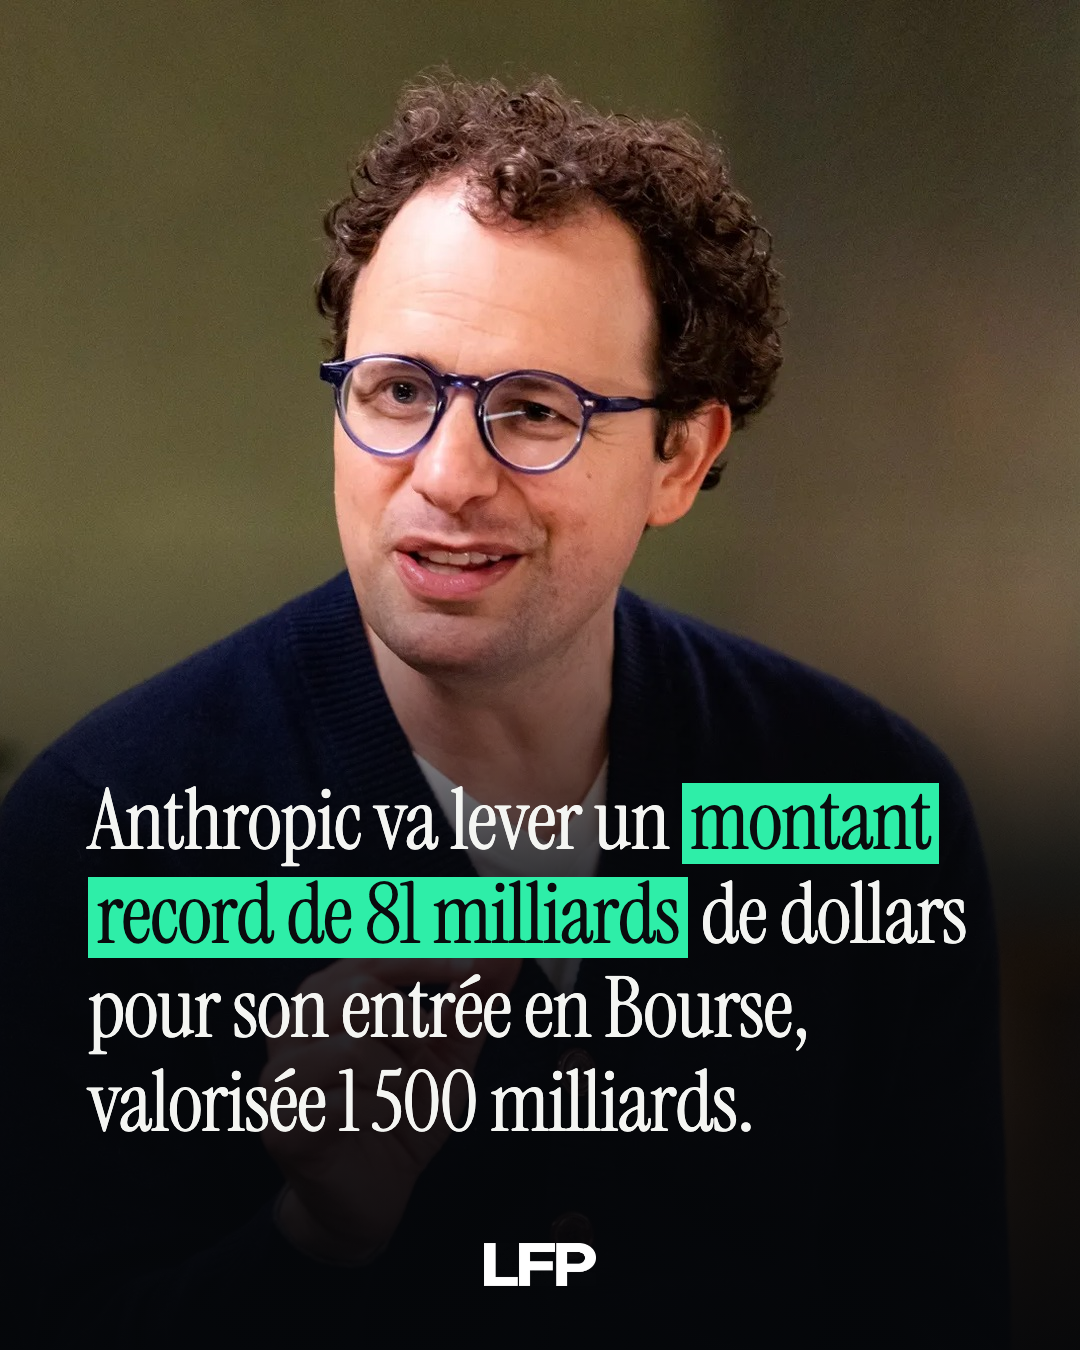 Anthropic va lever un montant
record de 81 milliards de dollars
pour son entrée en Bourse,
valorisée 1 500 milliards.
LFP